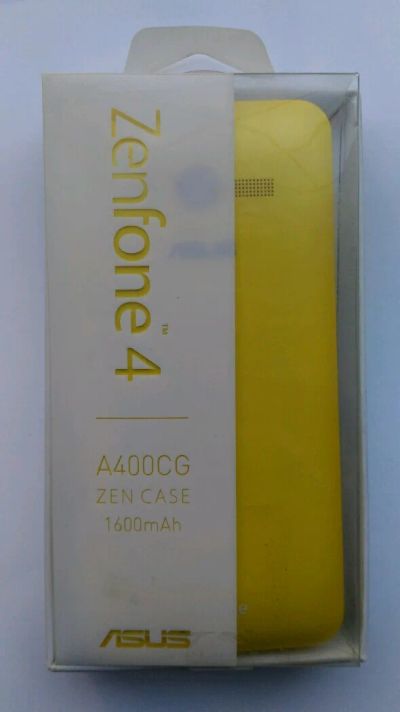 Zenfone™ 4
A400CG
ZEN CASE
1600mAh
ASUS
e